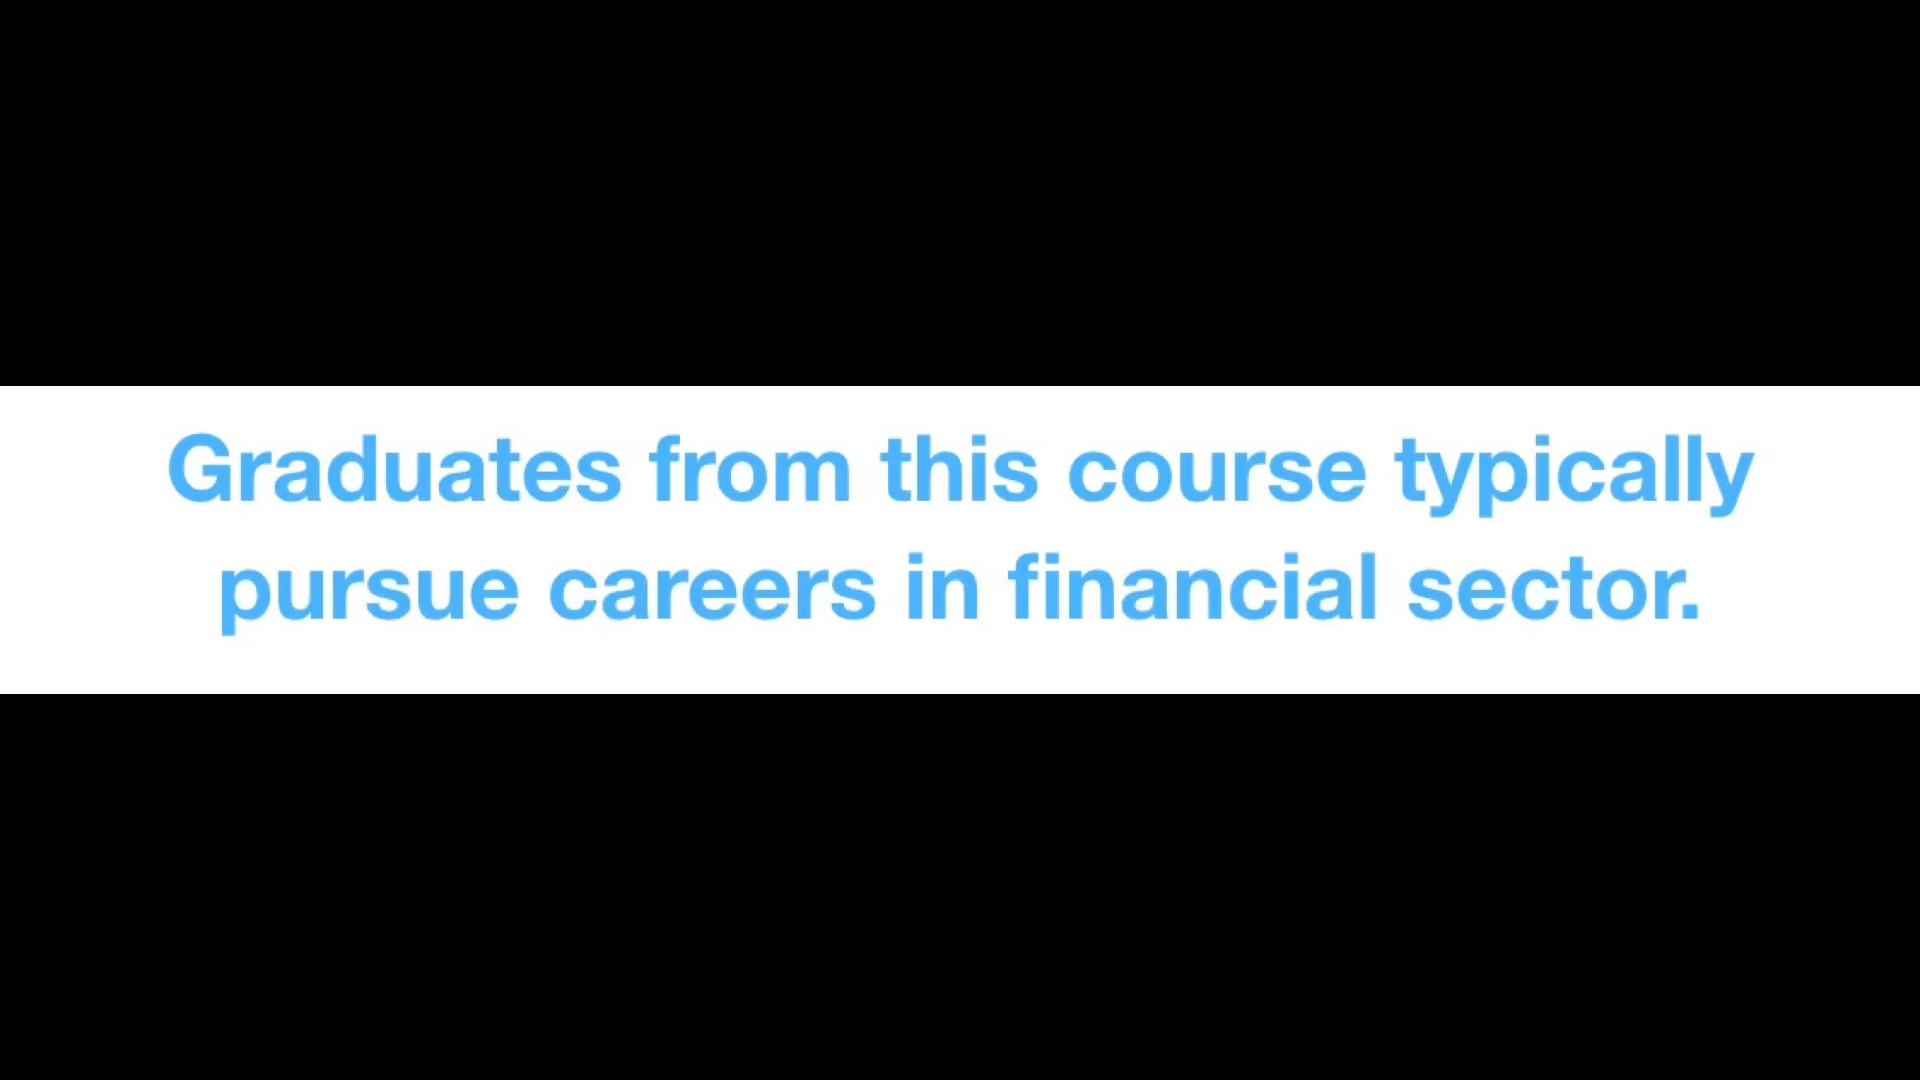 Graduates from this course typically
pursue careers in financial sector.